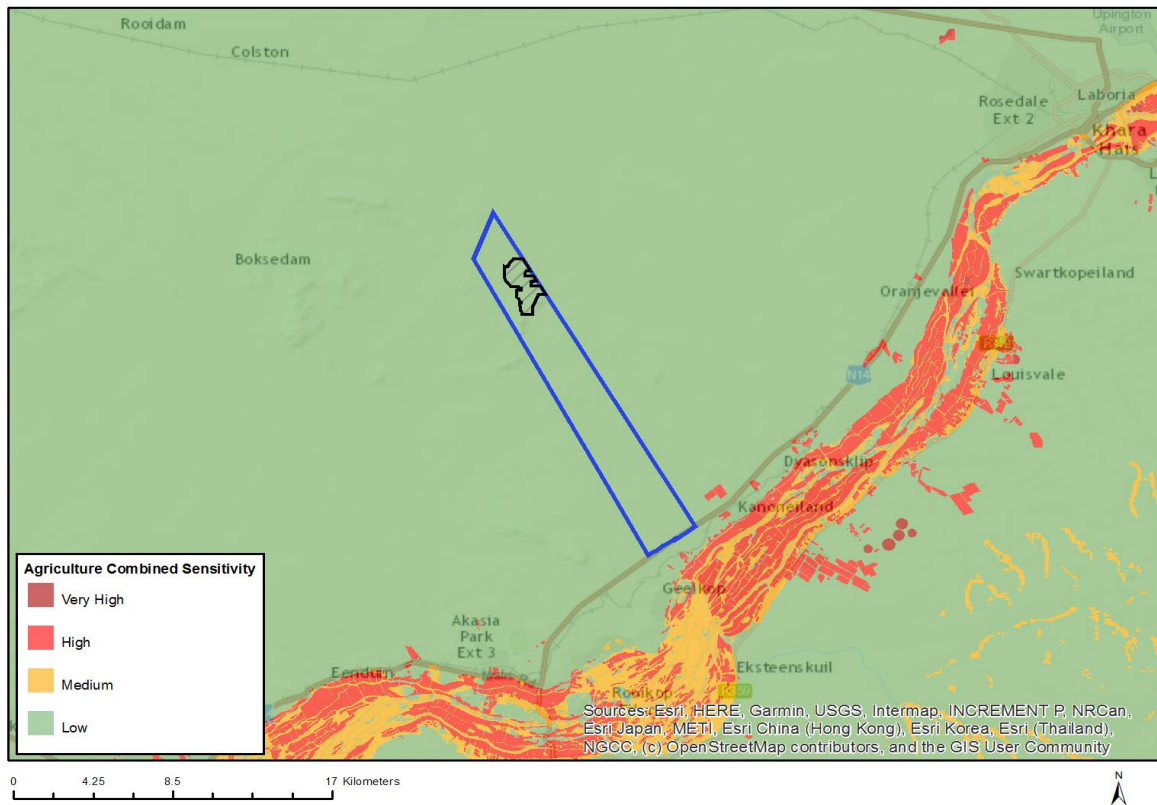 Rooidam
Colston
Upington
Airport
Laboria
Rosedale
Ext 2
Khara
Hais
Boksedam
Swartkopeiland
Oranjevallei
N14
Louisvale
Dyasonsklip
Kanoneiland
Geelkop
Akasia
Park
Ext 3
Eenduin
Eksteenskuil
Rooikop
Agriculture Combined Sensitivity
Very High
High
Medium
Low
Sources: Esri, HERE, Garmin, USGS, Intermap, INCREMENT P, NRCan,
Esri Japan, METI, Esri China (Hong Kong), Esri Korea, Esri (Thailand),
NGCC, (c) OpenStreetMap contributors, and the GIS User Community
0 4.25 8.5 17 Kilometers
N